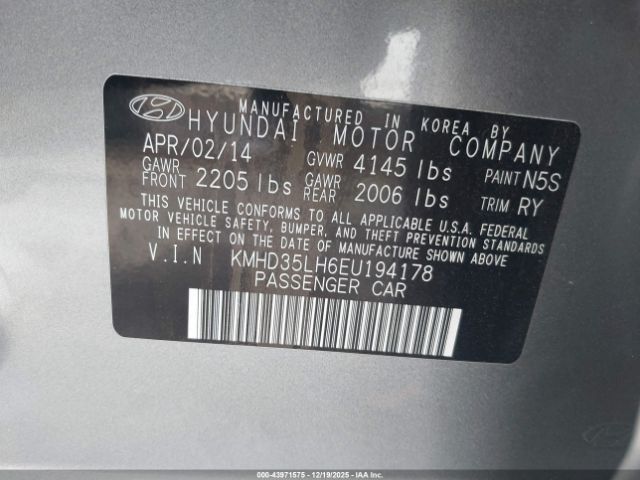 MANUFACTURED IN KOREA BY
HYUNDAI MOTOR COMPANY
APR/02/14 GVWR 4145 lbs PAINT N5S
GAWR FRONT 2205 lbs GAWR REAR 2006 lbs TRIM RY
THIS VEHICLE CONFORMS TO ALL APPLICABLE U.S.A. FEDERAL
MOTOR VEHICLE SAFETY, BUMPER, AND THEFT PREVENTION STANDARDS
IN EFFECT ON THE DATE OF MANUFACTURE SHOWN ABOVE.
V.I.N KMHD35LH6EU194178
PASSENGER CAR
000-43971575 - 12/19/2025 - IAAI.COM